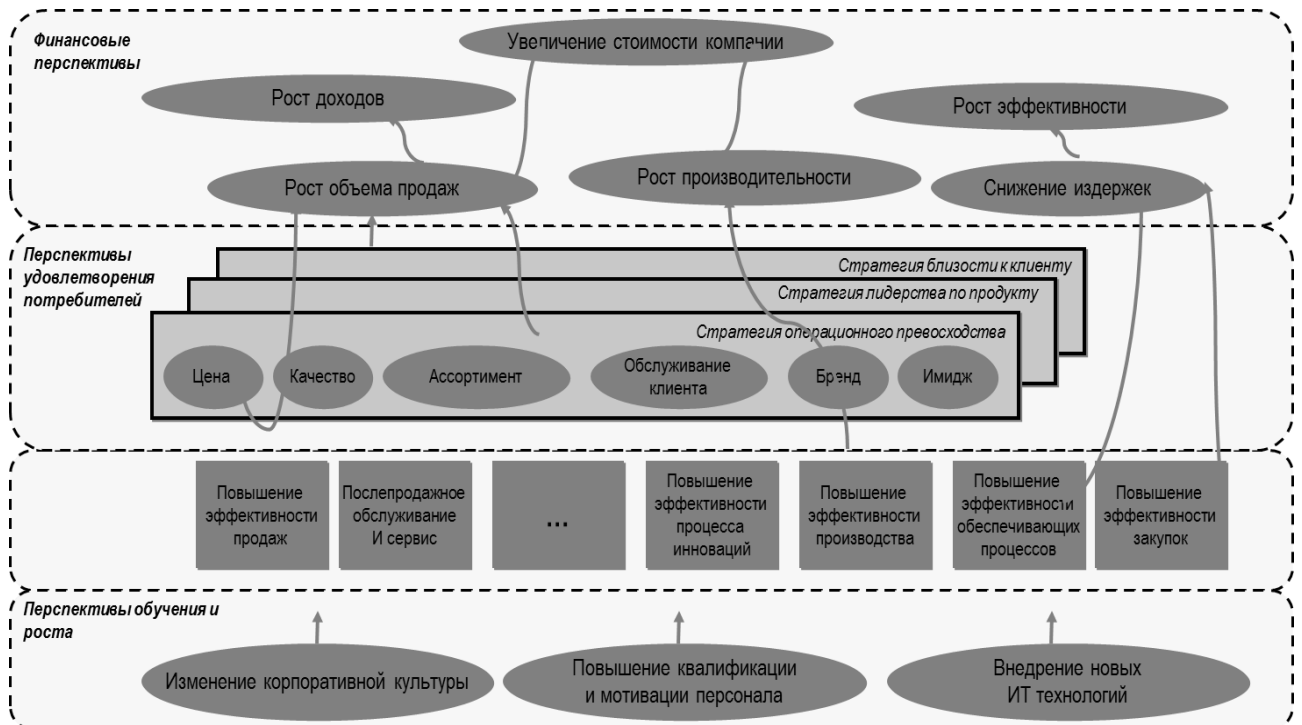 Финансовые
перспективы
Увеличение стоимости компании
Рост доходов
Рост эффективности
Рост объема продаж
Рост производительности
Снижение издержек
Перспективы
удовлетворения
потребителей
Стратегия близости к клиенту
Стратегия лидерства по продукту
Стратегия операционного превосходства
Цена
Качество
Ассортимент
Обслуживание
клиента
Бренд
Имидж
Повышение
эффективности
продаж
Послепродажное
обслуживание
И сервис
...
Повышение
эффективности
процесса
инноваций
Повышение
эффективности
производства
Повышение
эффективности
обеспечивающих
процессов
Повышение
эффективности
закупок
Перспективы обучения и
роста
Изменение корпоративной культуры
Повышение квалификации
и мотивации персонала
Внедрение новых
ИТ технологий